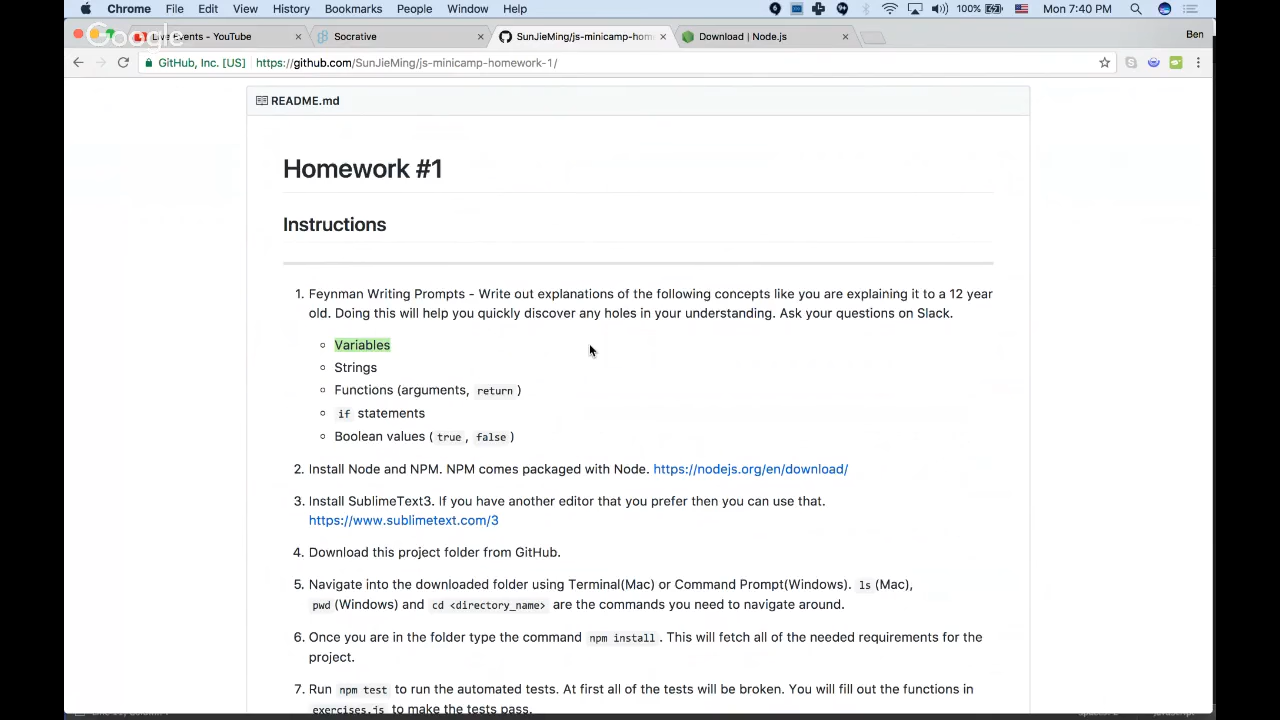 Chrome File Edit View History Bookmarks People Window Help 100% Mon 7:40 PM
Google
Live Events - YouTube Socrative SunJieMing/js-minicamp-hom Download | Node.js Ben
GitHub, Inc. [US] https://github.com/SunJieMing/js-minicamp-homework-1/
README.md
Homework #1
Instructions
1. Feynman Writing Prompts - Write out explanations of the following concepts like you are explaining it to a 12 year
old. Doing this will help you quickly discover any holes in your understanding. Ask your questions on Slack.
Variables
Strings
Functions (arguments, return )
if statements
Boolean values ( true , false )
2. Install Node and NPM. NPM comes packaged with Node. https://nodejs.org/en/download/
3. Install SublimeText3. If you have another editor that you prefer then you can use that.
https://www.sublimetext.com/3
4. Download this project folder from GitHub.
5. Navigate into the downloaded folder using Terminal(Mac) or Command Prompt(Windows). ls (Mac),
pwd (Windows) and cd <directory_name> are the commands you need to navigate around.
6. Once you are in the folder type the command npm install . This will fetch all of the needed requirements for the
project.
7. Run npm test to run the automated tests. At first all of the tests will be broken. You will fill out the functions in
exercises.js to make the tests pass.